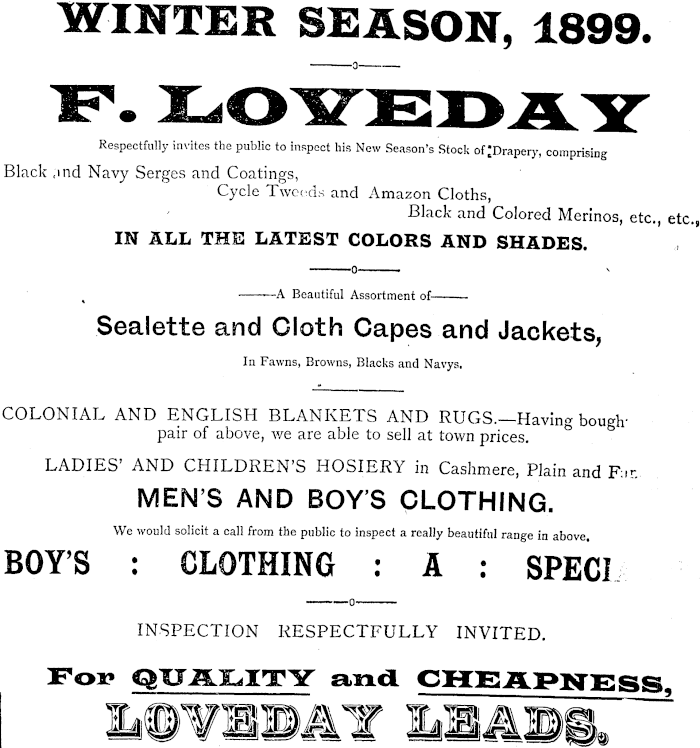 WINTER SEASON, 1899.
F. LOVEDAY
Respectfully invites the public to inspect his New Season's Stock of Drapery, comprising
Black and Navy Serges and Coatings,
Cycle Tweeds and Amazon Cloths,
Black and Colored Merinos, etc., etc.,
IN ALL THE LATEST COLORS AND SHADES.
A Beautiful Assortment of
Sealette and Cloth Capes and Jackets,
In Fawns, Browns, Blacks and Navys.
COLONIAL AND ENGLISH BLANKETS AND RUGS.—Having bough
pair of above, we are able to sell at town prices.
LADIES' AND CHILDREN'S HOSIERY in Cashmere, Plain and
MEN'S AND BOY'S CLOTHING.
We would solicit a call from the public to inspect a really beautiful range in above.
BOY'S : CLOTHING : A : SPECI
INSPECTION RESPECTFULLY INVITED.
For QUALITY and CHEAPNESS,
LOVEDAY LEADS.